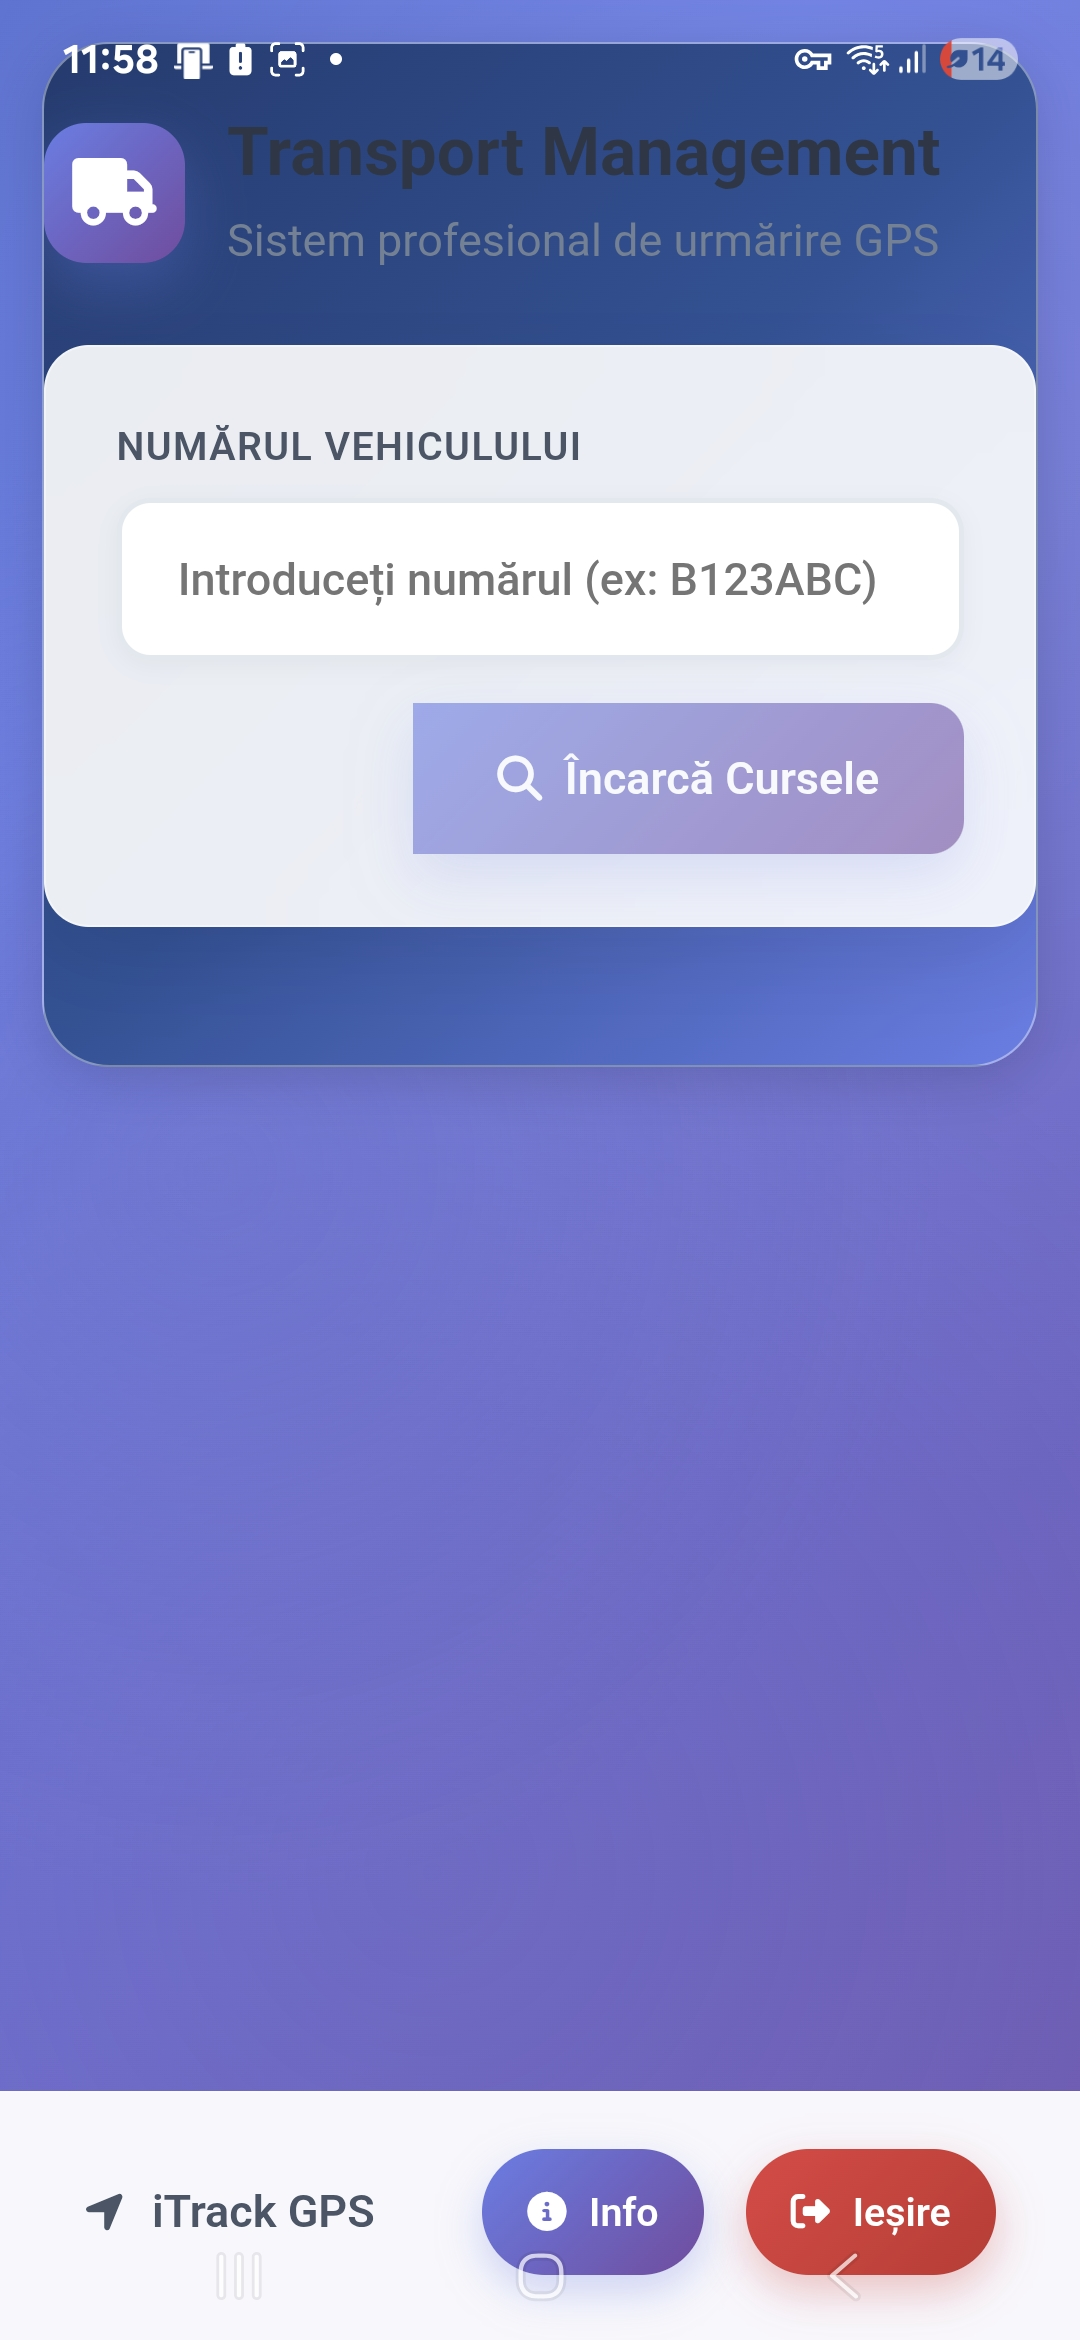 11:58
5
14
Transport Management
Sistem profesional de urmărire GPS
NUMĂRUL VEHICULULUI
Introduceți numărul (ex: B123ABC)
Încarcă Cursele
iTrack GPS
Info
Ieșire